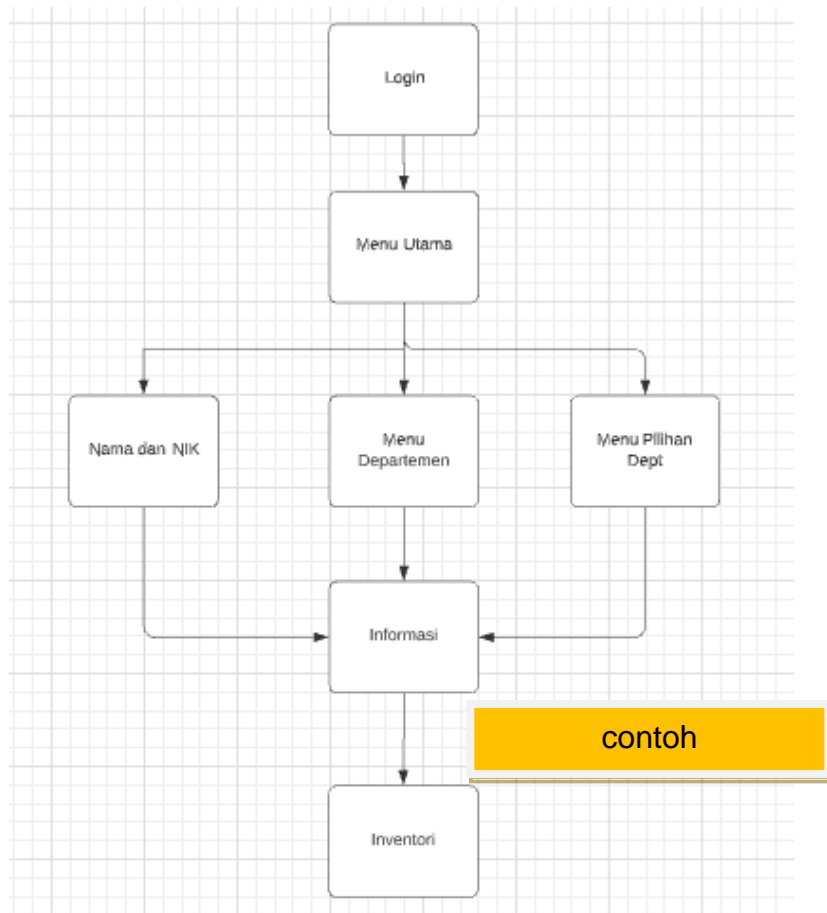 Login
Menu Utama
Nama dan NIK
Menu
Departemen
Menu Pilihan
Dept
Informasi
contoh
Inventori